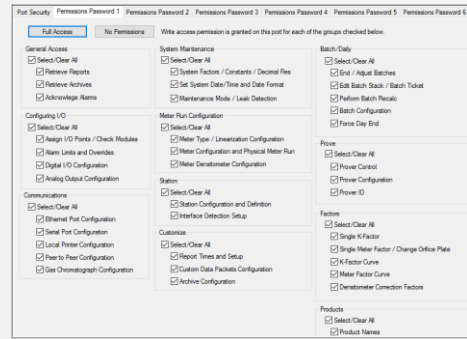 Port Security
Permissions Password 1
Permissions Password 2
Permissions Password 3
Permissions Password 4
Permissions Password 5
Permissions Password 6
Full Access
No Permissions
Write access permission is granted on this port for each of the groups checked below.
General Access
Select/Clear All
Retrieve Reports
Retrieve Archives
Acknowlege Alarms
Configuring I/O
Select/Clear All
Assign I/O Points / Check Modules
Alarm Limits and Overrides
Digital I/O Configuration
Analog Output Configuration
Communications
Select/Clear All
Ethernet Port Configuration
Serial Port Configuration
Local Printer Configuration
Peer to Peer Configuration
Gas Chromatograph Configuration
System Maintenance
Select/Clear All
System Factors / Constants / Decimal Res
Set System Date/Time and Date Format
Maintenance Mode / Leak Detection
Meter Run Configuration
Select/Clear All
Meter Type / Linearization Configuration
Meter Configuration and Physical Meter Run
Meter Densitometer Configuration
Station
Select/Clear All
Station Configuration and Definition
Interface Detection Setup
Customize
Select/Clear All
Report Times and Setup
Custom Data Packets Configuration
Archive Configuration
Batch/Daily
Select/Clear All
End / Adjust Batches
Edit Batch Stack / Batch Ticket
Perform Batch Recalc
Batch Configuration
Force Day End
Prove
Select/Clear All
Prover Control
Prover Configuration
Prover ID
Factors
Select/Clear All
Single K-Factor
Single Meter Factor / Change Orifice Plate
K-Factor Curve
Meter Factor Curve
Densitometer Correction Factors
Products
Select/Clear All
Product Names